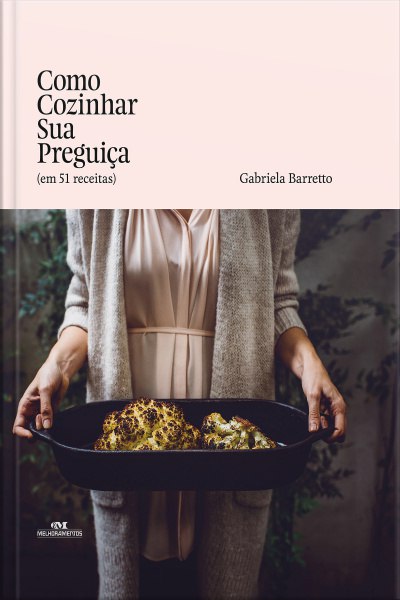 Como
Cozinhar
Sua
Preguiça
(em 51 receitas)
Gabriela Barretto
MELHORAMENTOS